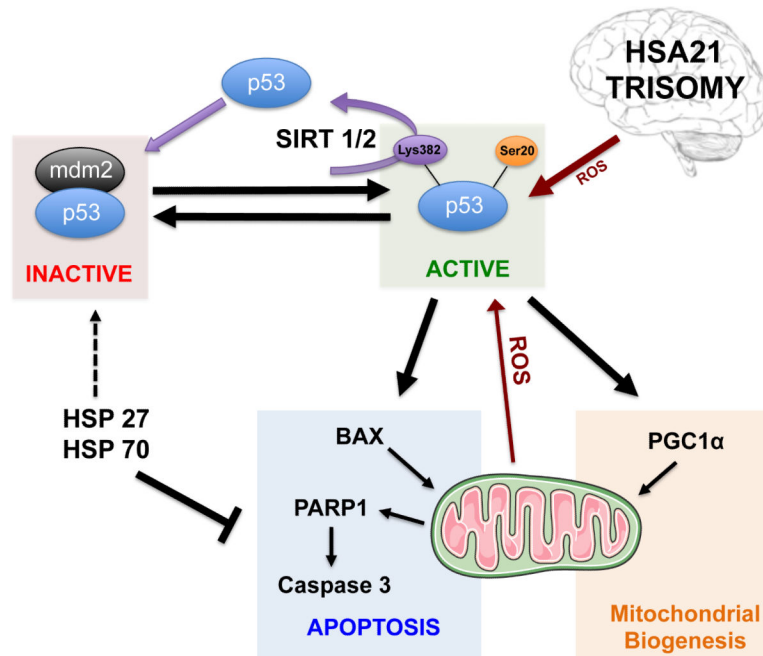 HSA21
TRISOMY
p53
SIRT 1/2
Lys382
Ser20
ROS
mdm2
p53
p53
INACTIVE
ACTIVE
ROS
HSP 27
HSP 70
BAX
PGC1α
PARP1
Caspase 3
APOPTOSIS
Mitochondrial
Biogenesis